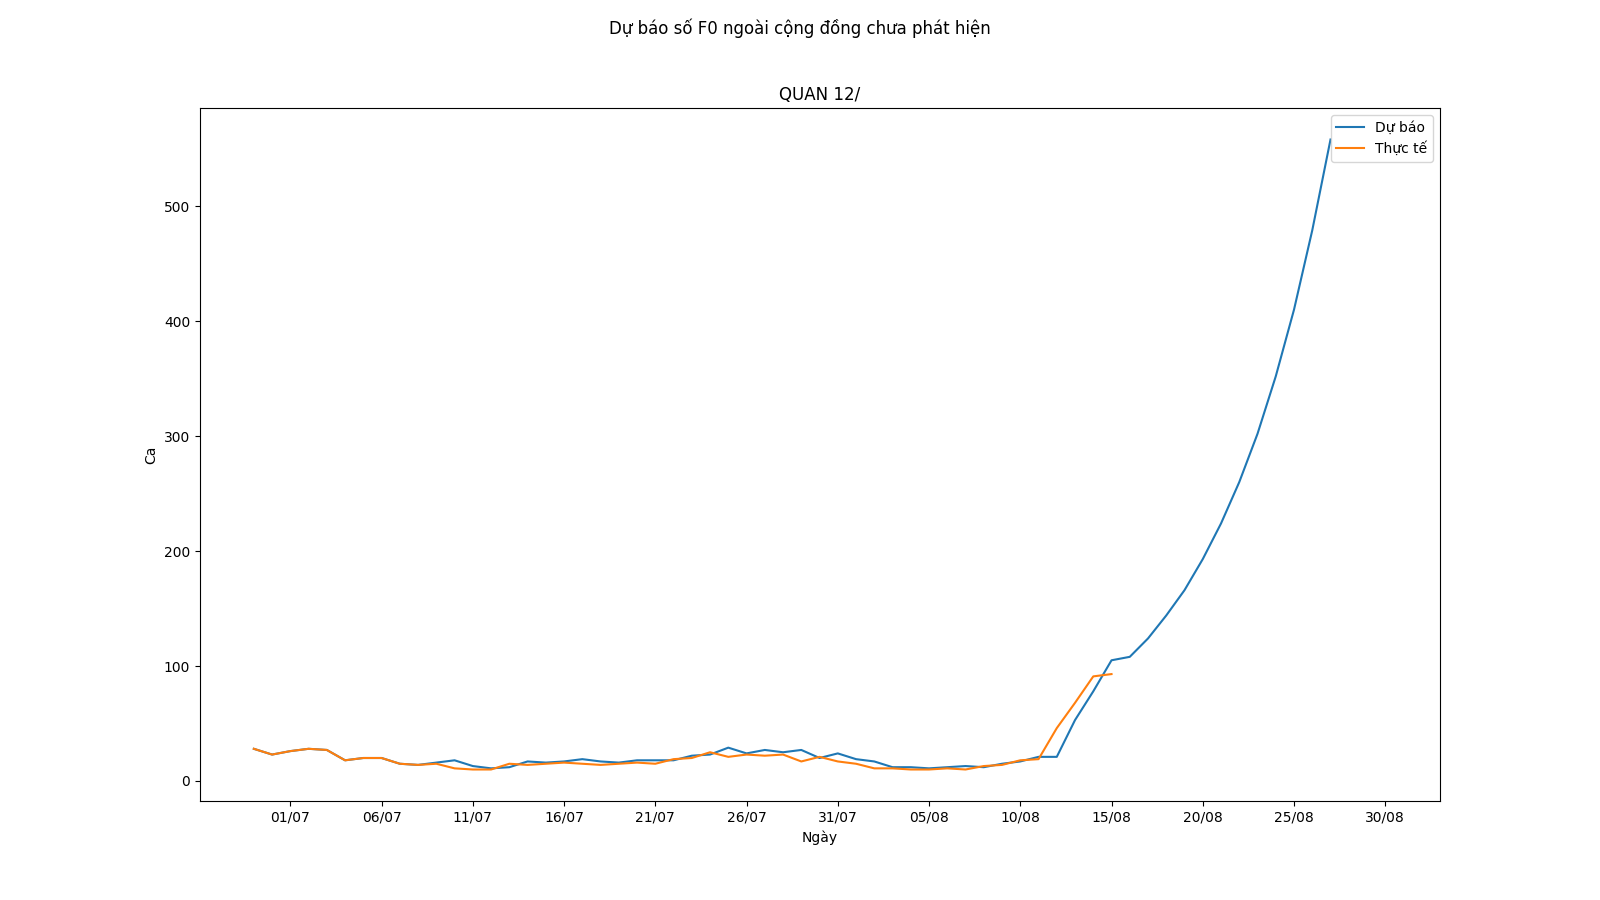 Dự báo số F0 ngoài cộng đồng chưa phát hiện
QUAN 12/
Dự báo
Thực tế
500
400
300
200
100
0
Ca
01/07 06/07 11/07 16/07 21/07 26/07 31/07 05/08 10/08 15/08 20/08 25/08 30/08
Ngày